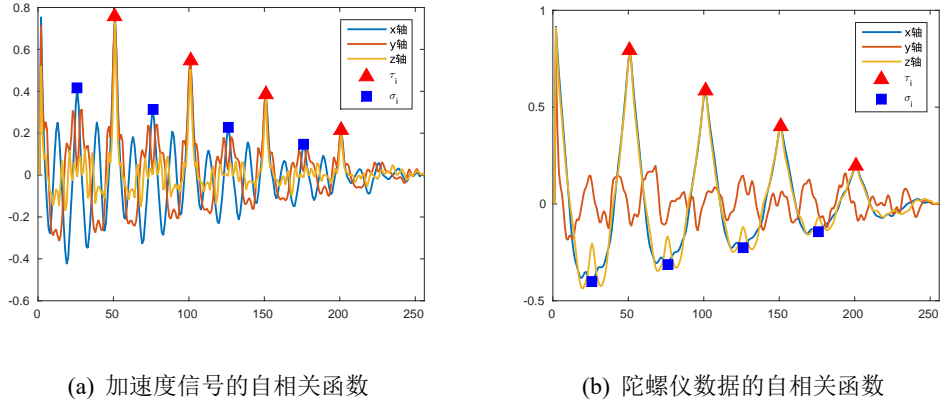 0.8
0.6
0.4
0.2
0
-0.2
-0.4
-0.6
0
50
100
150
200
250
x轴
y轴
z轴
τi
σi
1
0.5
0
-0.5
0
50
100
150
200
250
x轴
y轴
z轴
τi
σi
(a) 加速度信号的自相关函数
(b) 陀螺仪数据的自相关函数